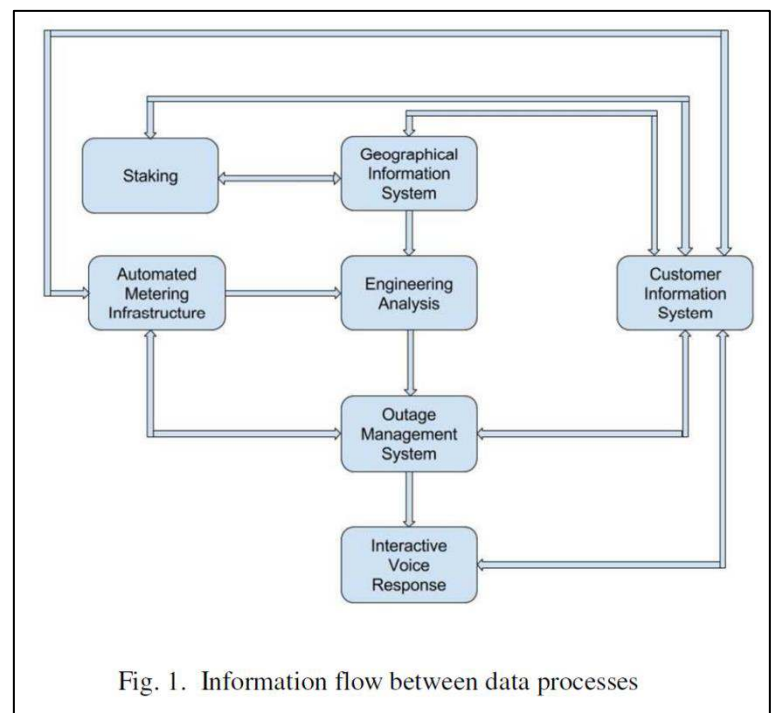 Staking
Geographical
Information
System
Automated
Metering
Infrastructure
Engineering
Analysis
Customer
Information
System
Outage
Management
System
Interactive
Voice
Response
Fig. 1. Information flow between data processes